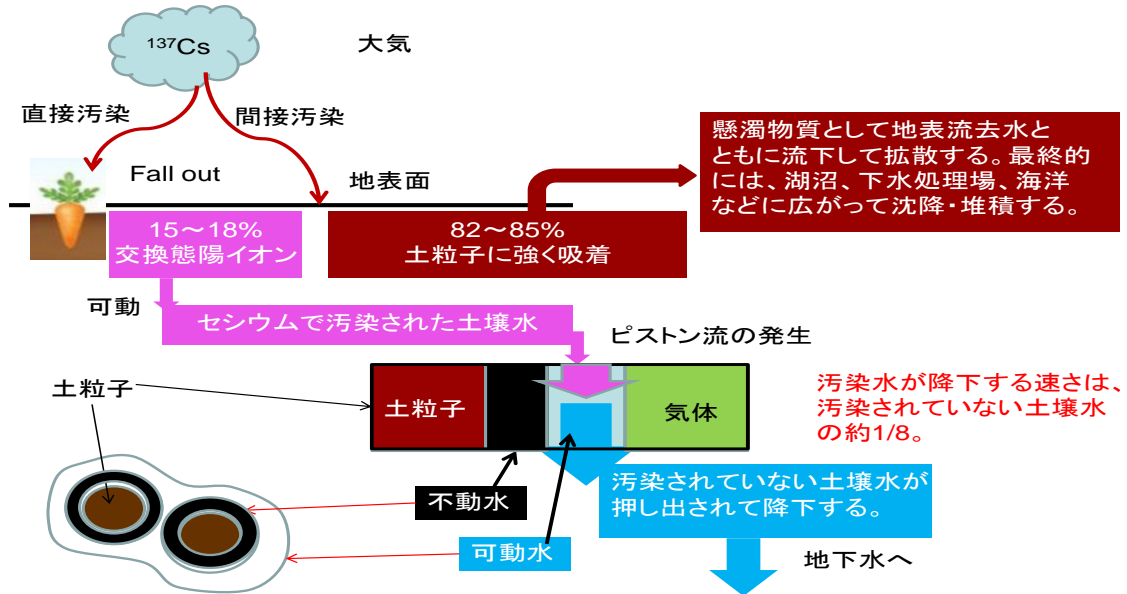 ¹³⁷Cs
大気
直接汚染
間接汚染
Fall out
地表面
懸濁物質として地表流去水と
ともに流下して拡散する。最終的
には、湖沼、下水処理場、海洋
などに広がって沈降・堆積する。
15～18%
交換態陽イオン
82～85%
土粒子に強く吸着
可動
セシウムで汚染された土壌水
ピストン流の発生
土粒子
土粒子
気体
汚染水が降下する速さは、
汚染されていない土壌水
の約1/8。
不動水
可動水
汚染されていない土壌水が
押し出されて降下する。
地下水へ